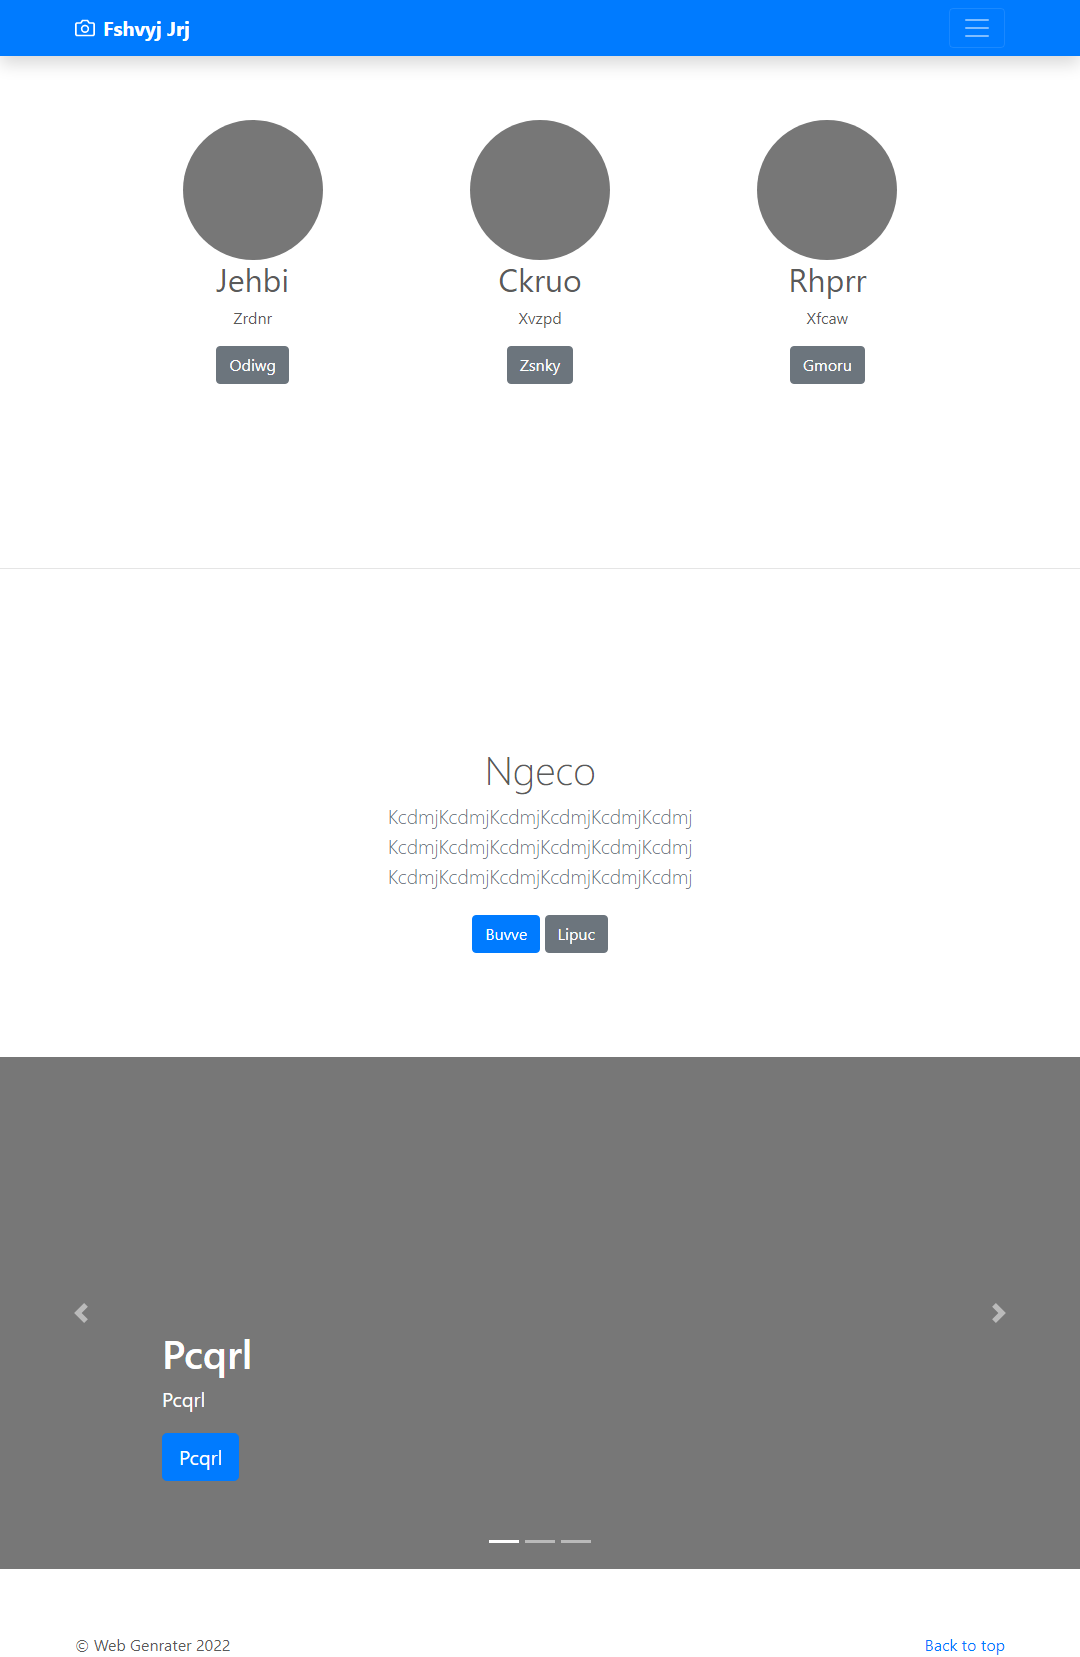 Fshvyj Jrj
Jehbi
Zrdnr
Odiwg
Ckruo
Xvzpd
Zsnky
Rhprr
Xfcaw
Gmoru
Ngeco
KcdmjKcdmjKcdmjKcdmjKcdmjKcdmj
KcdmjKcdmjKcdmjKcdmjKcdmjKcdmj
KcdmjKcdmjKcdmjKcdmjKcdmjKcdmj
Buvve Lipuc
Pcqrl
Pcqrl
Pcqrl
© Web Genrater 2022 Back to top